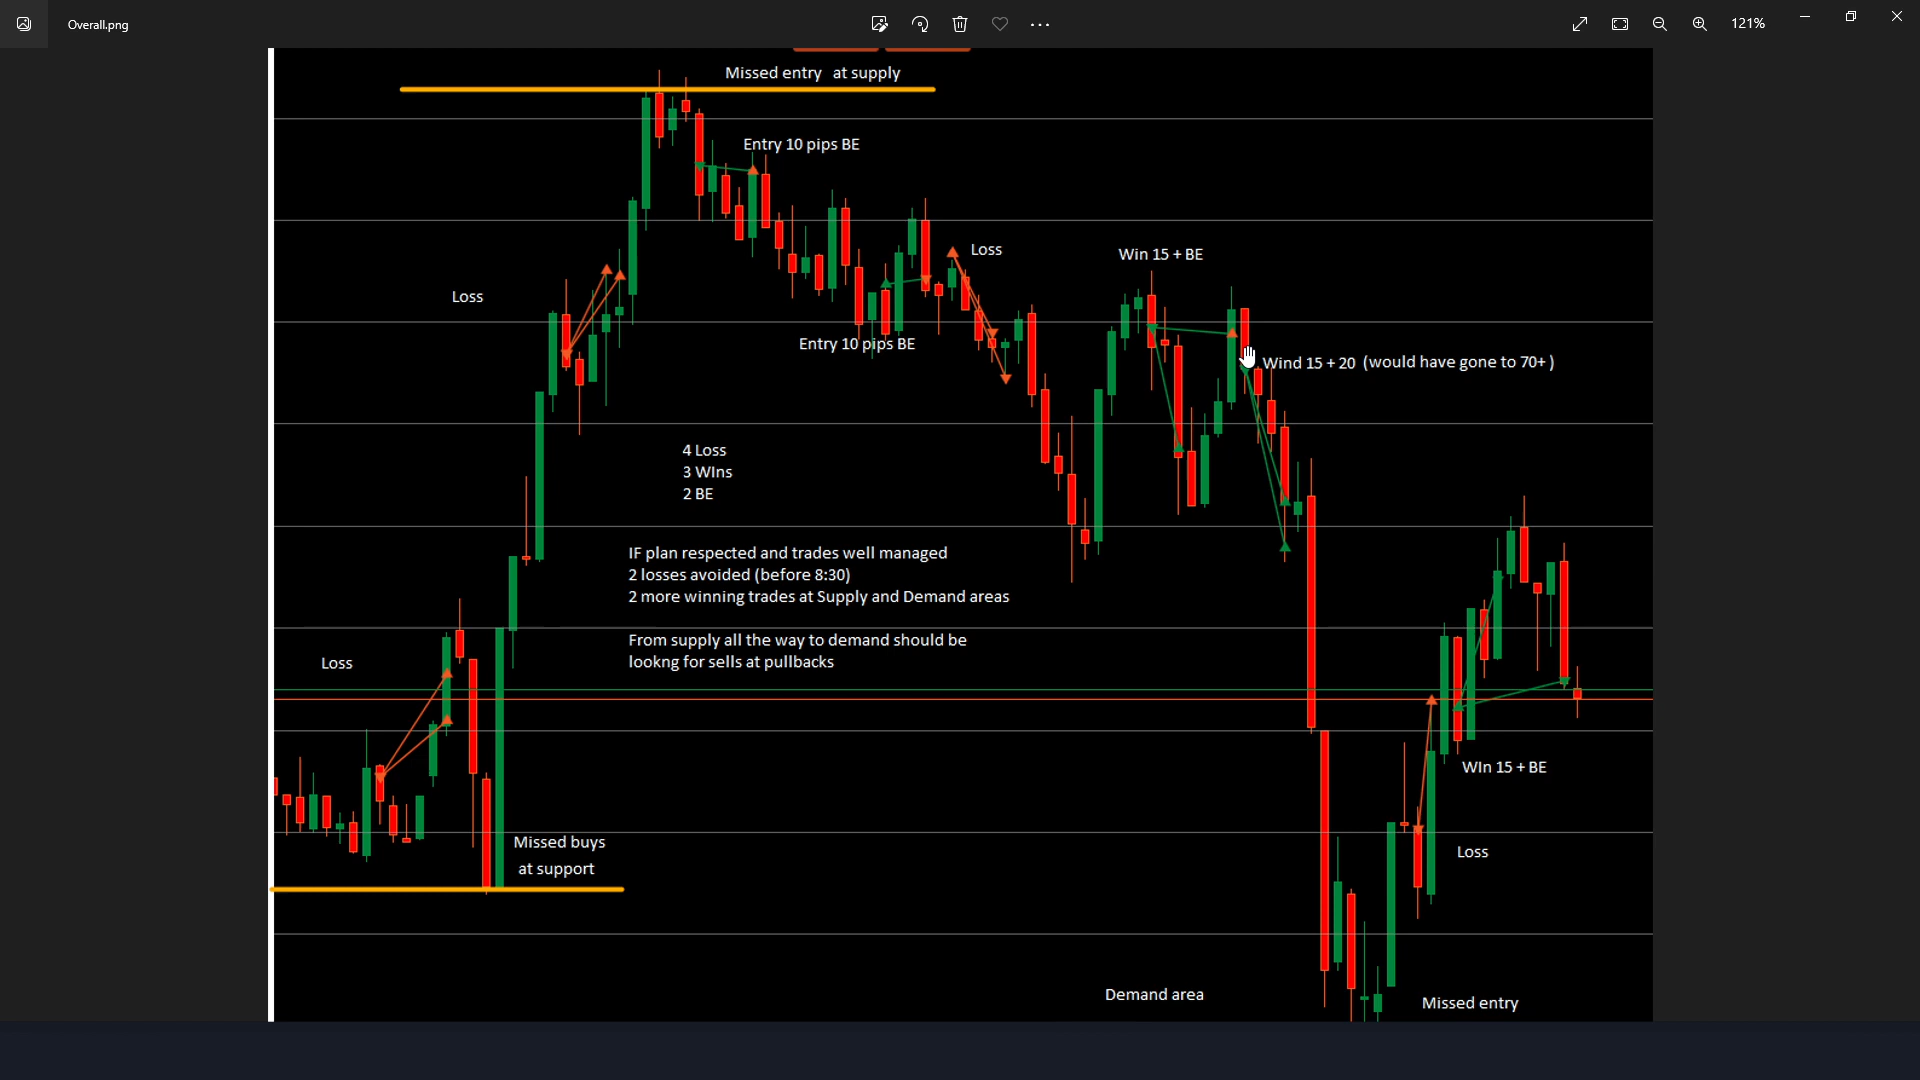 Overall.png
121%
Missed entry at supply
Entry 10 pips BE
Loss
Win 15 + BE
Loss
Entry 10 pips BE
Wind 15 + 20 (would have gone to 70+ )
4 Loss
3 WIns
2 BE
IF plan respected and trades well managed
2 losses avoided (before 8:30)
2 more winning trades at Supply and Demand areas
From supply all the way to demand should be
lookng for sells at pullbacks
Loss
WIn 15 + BE
Missed buys
at support
Loss
Demand area
Missed entry